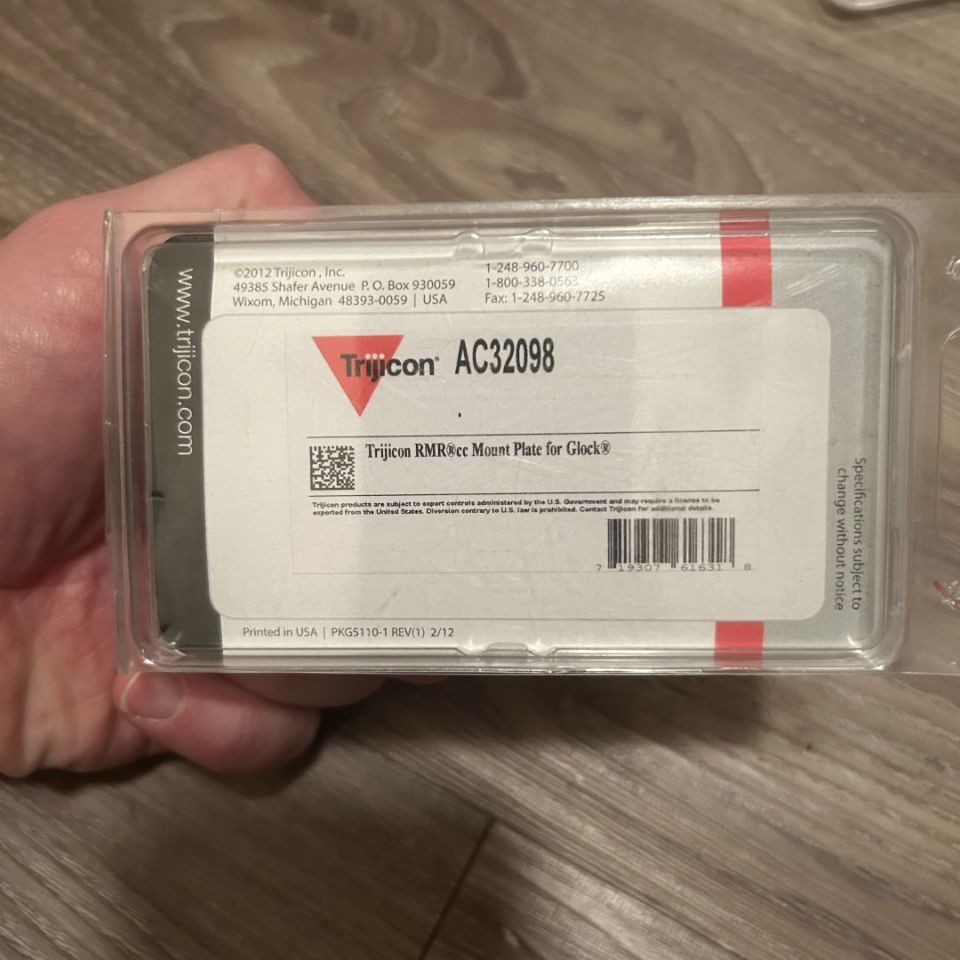 www.trijicon.com
©2012 Trijicon , Inc.
49385 Shafer Avenue P. O. Box 930059
Wixom, Michigan 48393-0059 | USA
1-248-960-7700
1-800-338-0563
Fax: 1-248-960-7725
Trijicon® AC32098
Trijicon RMR®cc Mount Plate for Glock®
Trijicon products are subject to export controls administered by the U.S. Government and may require a license to be
exported from the United States. Diversion contrary to U.S. law is prohibited. Contact Trijicon for additional details.
7 19307 61631 8
Specifications subject to
change without notice
Printed in USA | PKG5110-1 REV(1) 2/12